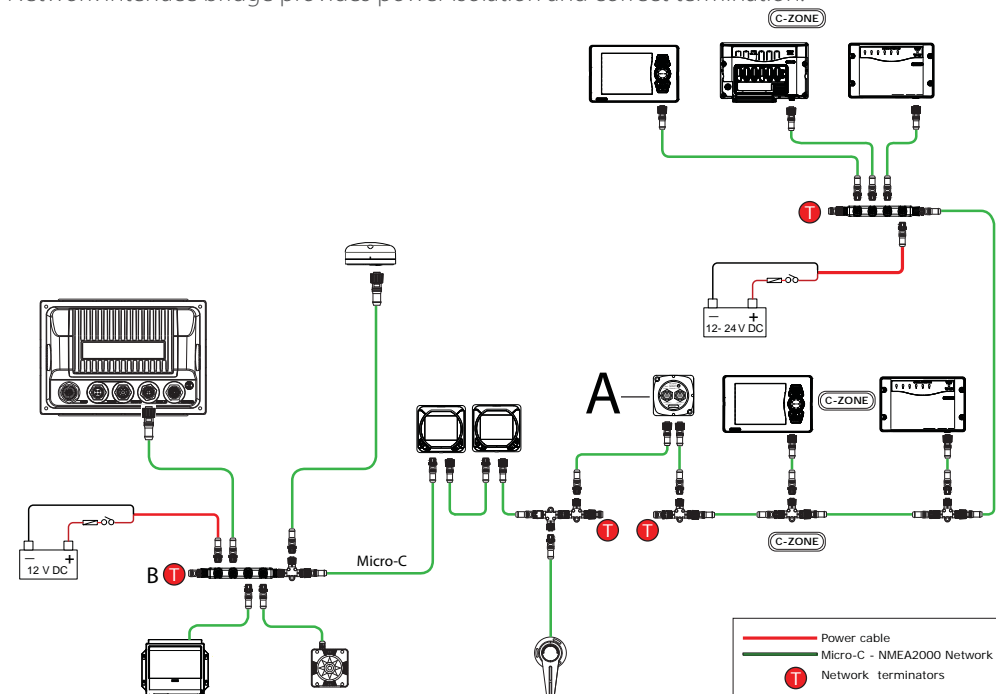 Network interface bridge provides power isolation and correct termination.
C-ZONE
T
12- 24 V DC
A
C-ZONE
T
T
C-ZONE
12 V DC
B T
Micro-C
Power cable
Micro-C - NMEA2000 Network
T Network terminators